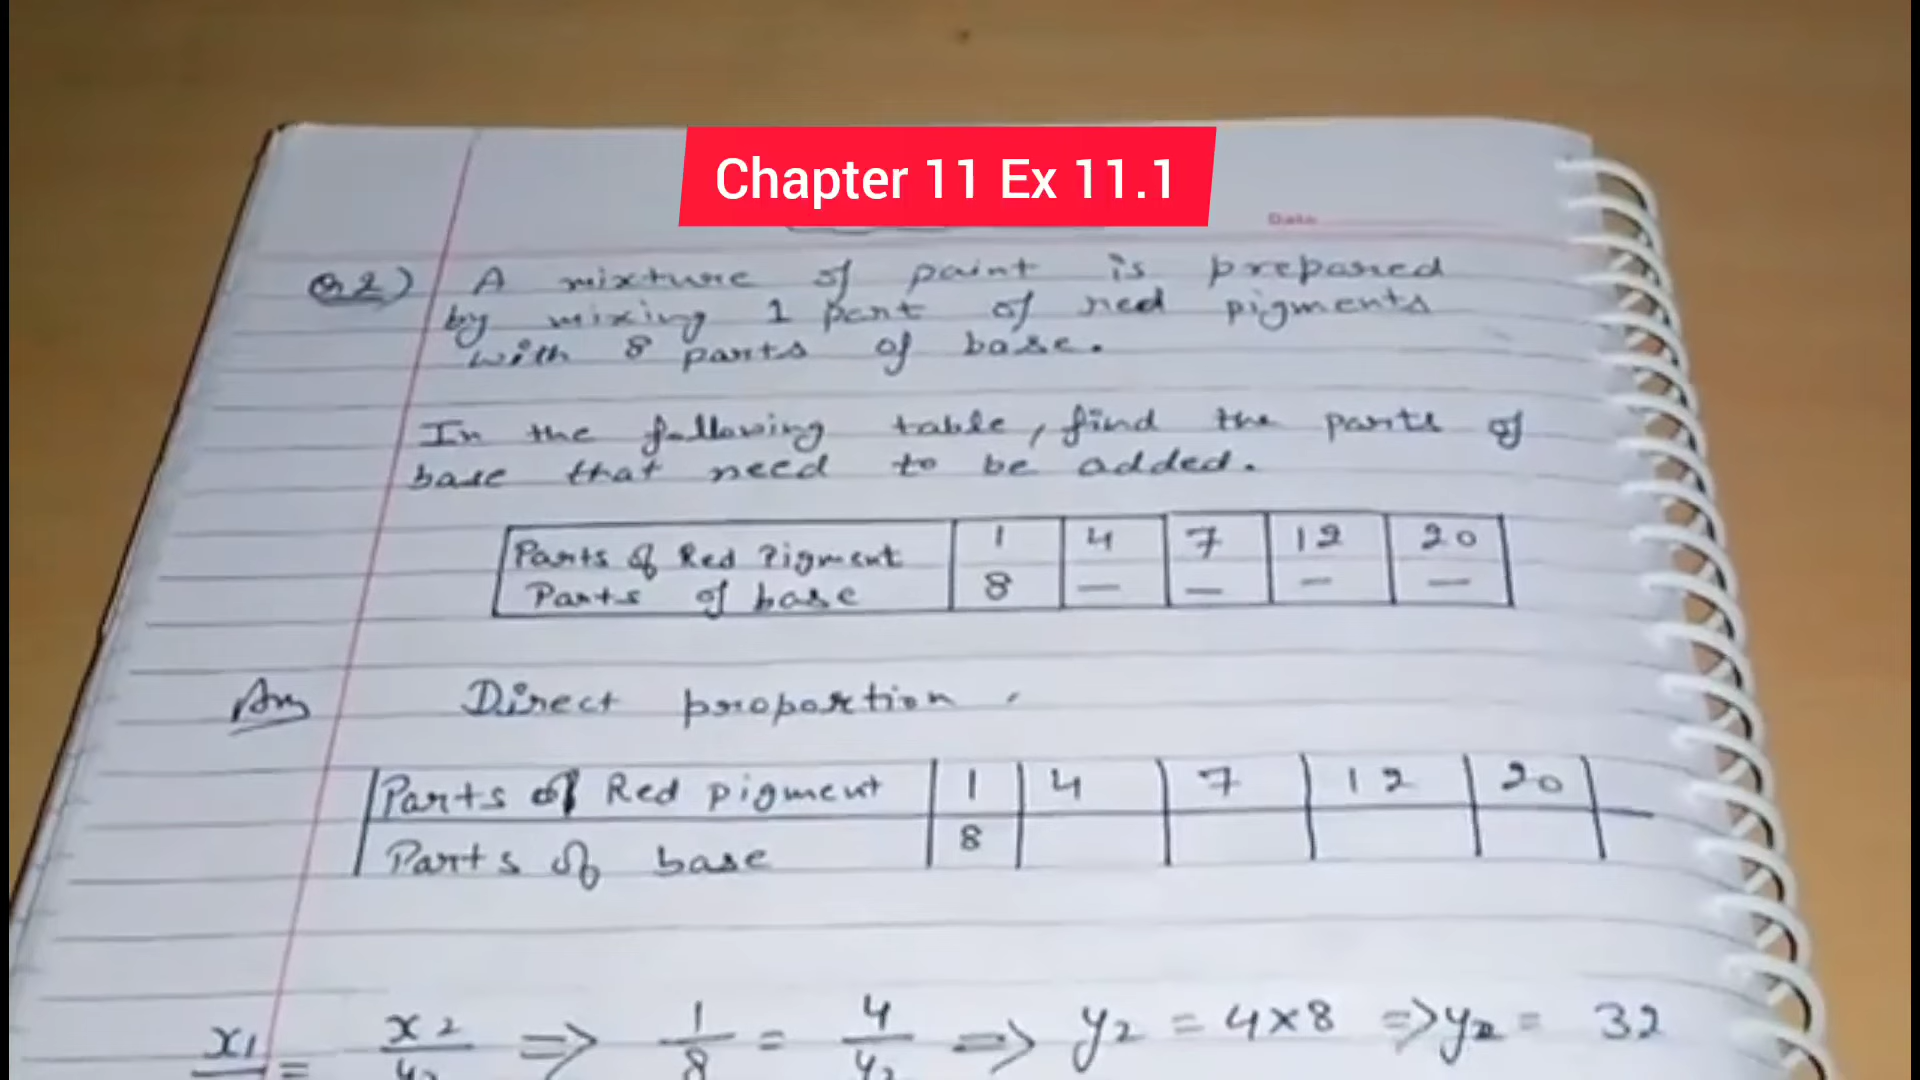 Chapter 11 Ex 11.1
Date
Q2) A mixture of paint is prepared
by mixing 1 part of red pigments
with 8 parts of base.
In the following table, find the parts of
base that need to be added.
Parts of Red Pigment 1 4 7 12 20
Parts of base 8 — — — —
Ans Direct proportion.
Parts of Red pigment 1 4 7 12 20
Parts of base 8
x1 = x2/y2 => 1/8 = 4/y2 => y2 = 4×8 => y2 = 32